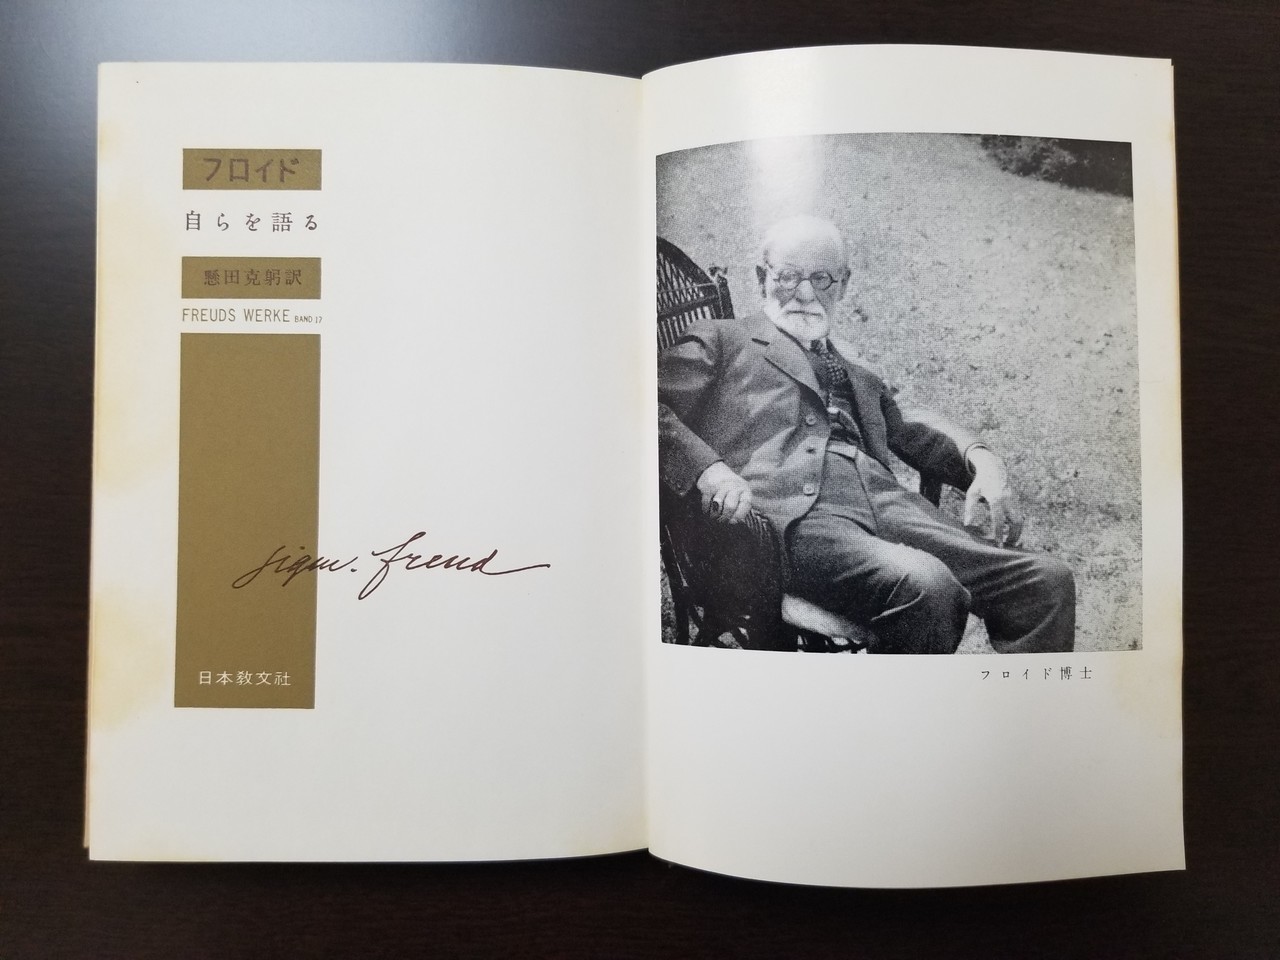 フロイド
自らを語る
懸田克躬訳
FREUDS WERKE BAND 17
sigm. freud
日本教文社
フロイド博士